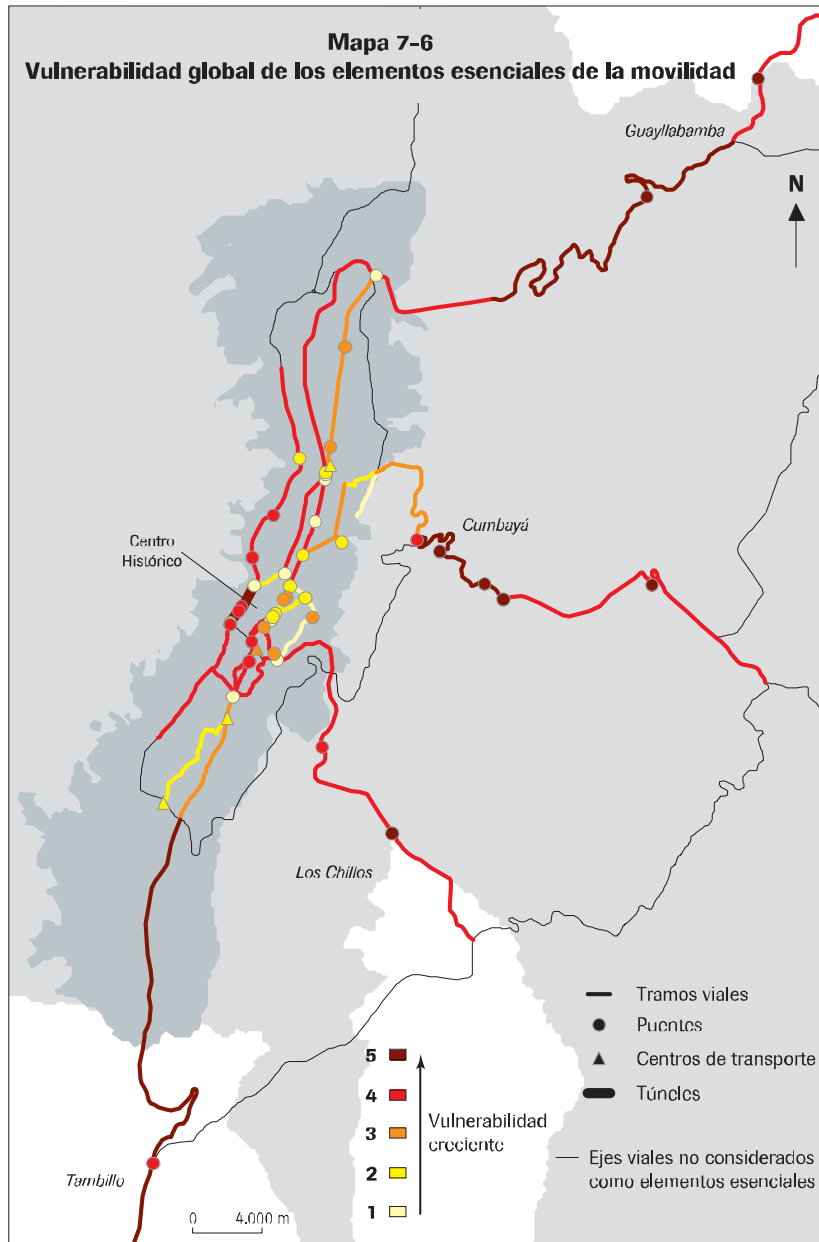 Mapa 7-6
Vulnerabilidad global de los elementos esenciales de la movilidad
Guayllabamba
N
Cumbayá
Centro
Histórico
Los Chillos
Tambillo
0 4.000 m
5
4
3
2
1
Vulnerabilidad
creciente
Tramos viales
Puentes
Centros de transporte
Túneles
Ejes viales no considerados
como elementos esenciales